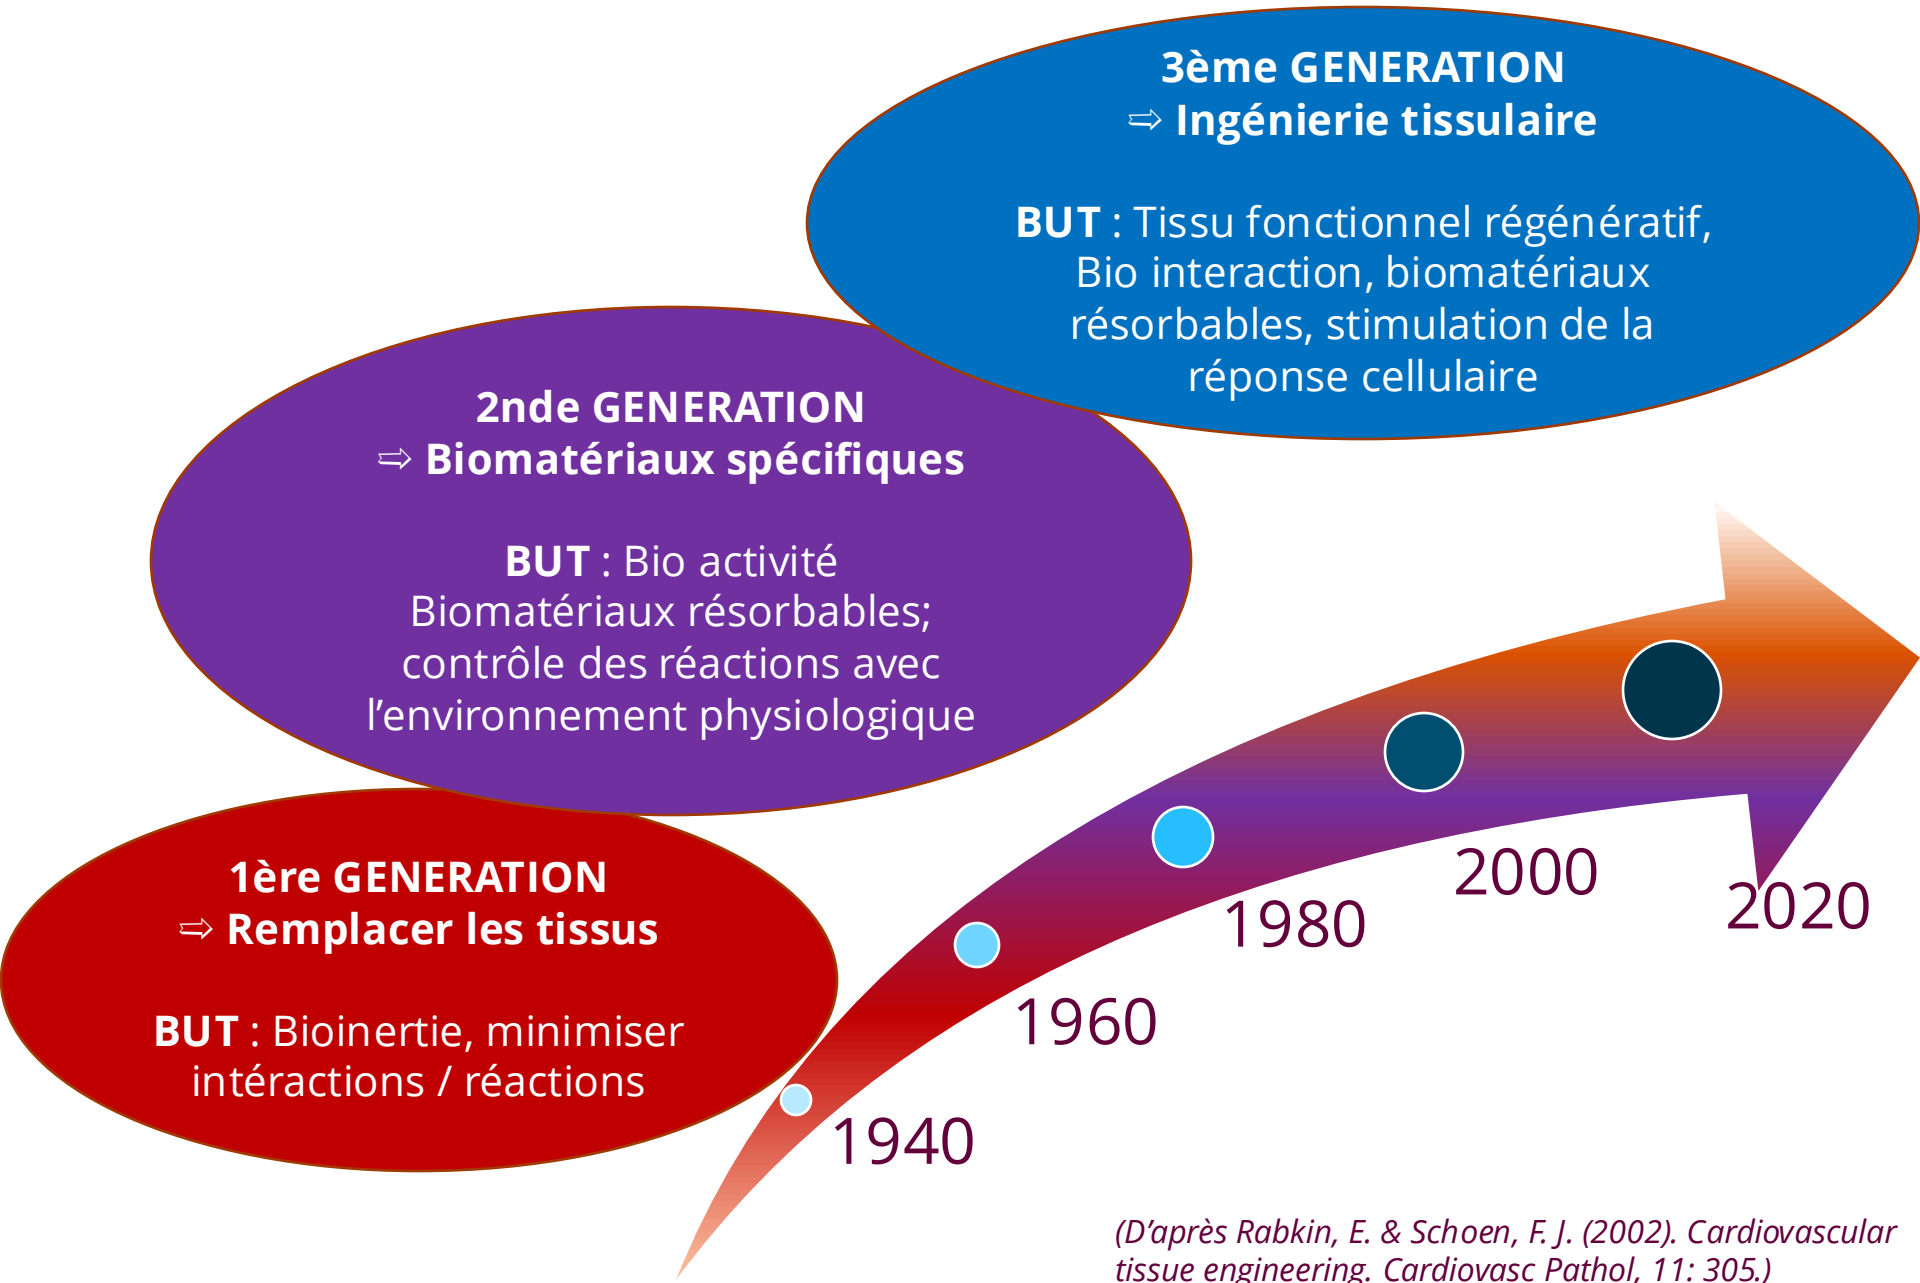 3ème GENERATION
⇨ Ingénierie tissulaire
BUT : Tissu fonctionnel régénératif,
Bio interaction, biomatériaux
résorbables, stimulation de la
réponse cellulaire
2nde GENERATION
⇨ Biomatériaux spécifiques
BUT : Bio activité
Biomatériaux résorbables;
contrôle des réactions avec
l’environnement physiologique
1ère GENERATION
⇨ Remplacer les tissus
BUT : Bioinertie, minimiser
intéractions / réactions
1940
1960
1980
2000
2020
(D’après Rabkin, E. & Schoen, F. J. (2002). Cardiovascular
tissue engineering. Cardiovasc Pathol, 11: 305.)